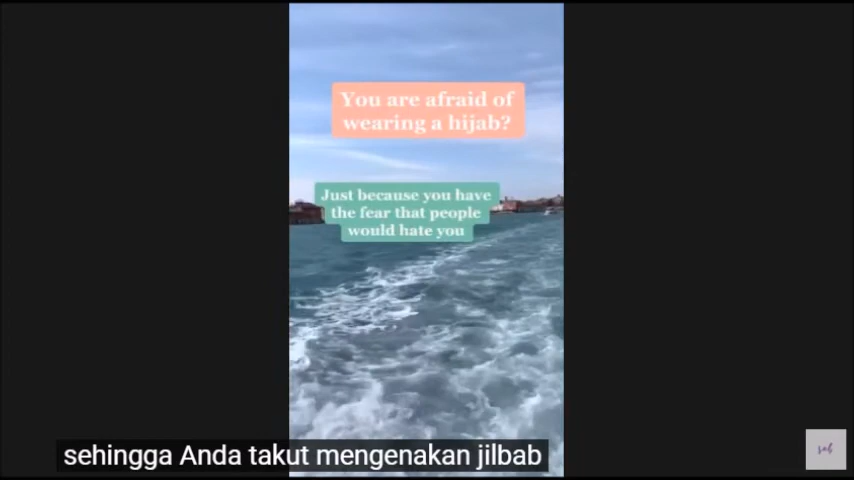 You are afraid of
wearing a hijab?
Just because you have
the fear that people
would hate you
sehingga Anda takut mengenakan jilbab